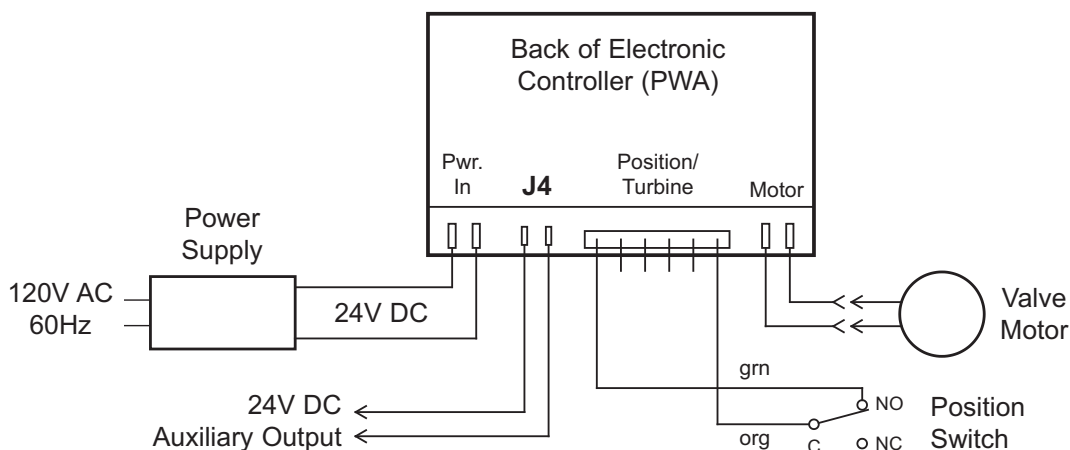 Back of Electronic
Controller (PWA)
Pwr.
In
J4
Position/
Turbine
Motor
Power
Supply
120V AC
60Hz
24V DC
Valve
Motor
grn
24V DC
Auxiliary Output
org
NO
C
NC
Position
Switch